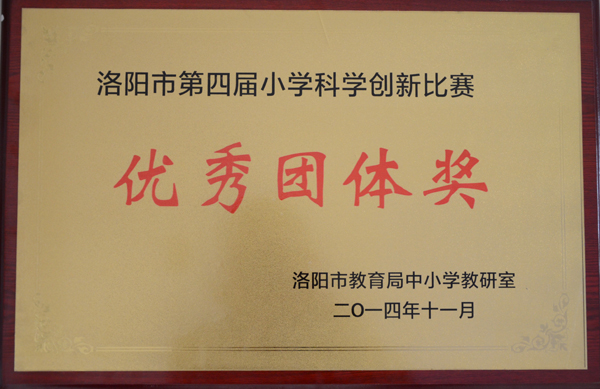 洛阳市第四届小学科学创新比赛
优秀团体奖
洛阳市教育局中小学教研室
二O一四年十一月